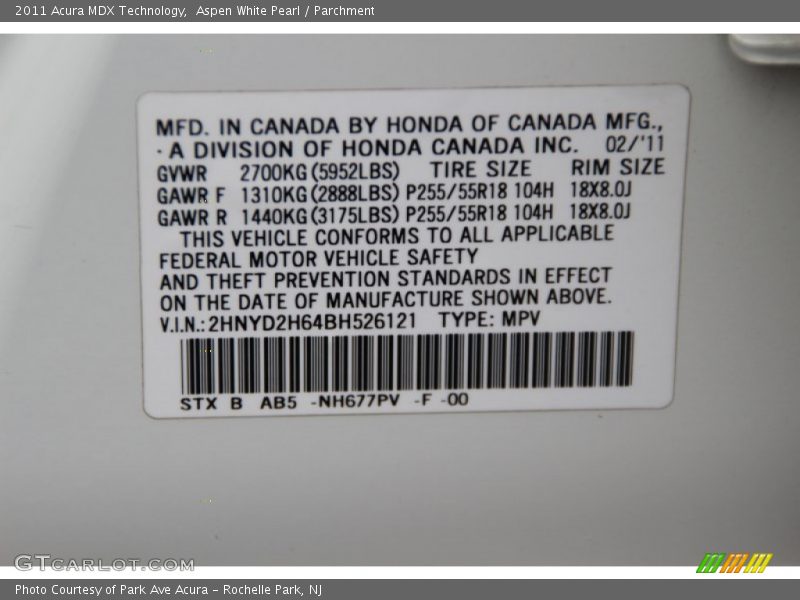 2011 Acura MDX Technology,  Aspen White Pearl / Parchment
MFD. IN CANADA BY HONDA OF CANADA MFG.,
A DIVISION OF HONDA CANADA INC. 02/'11
GVWR 2700KG(5952LBS) TIRE SIZE RIM SIZE
GAWR F 1310KG(2888LBS) P255/55R18 104H 18X8.0J
GAWR R 1440KG(3175LBS) P255/55R18 104H 18X8.0J
THIS VEHICLE CONFORMS TO ALL APPLICABLE
FEDERAL MOTOR VEHICLE SAFETY
AND THEFT PREVENTION STANDARDS IN EFFECT
ON THE DATE OF MANUFACTURE SHOWN ABOVE.
V.I.N.:2HNYD2H64BH526121 TYPE: MPV
STX B AB5 -NH677PV -F -00
GTCARLOT.COM
Photo Courtesy of Park Ave Acura - Rochelle Park, NJ